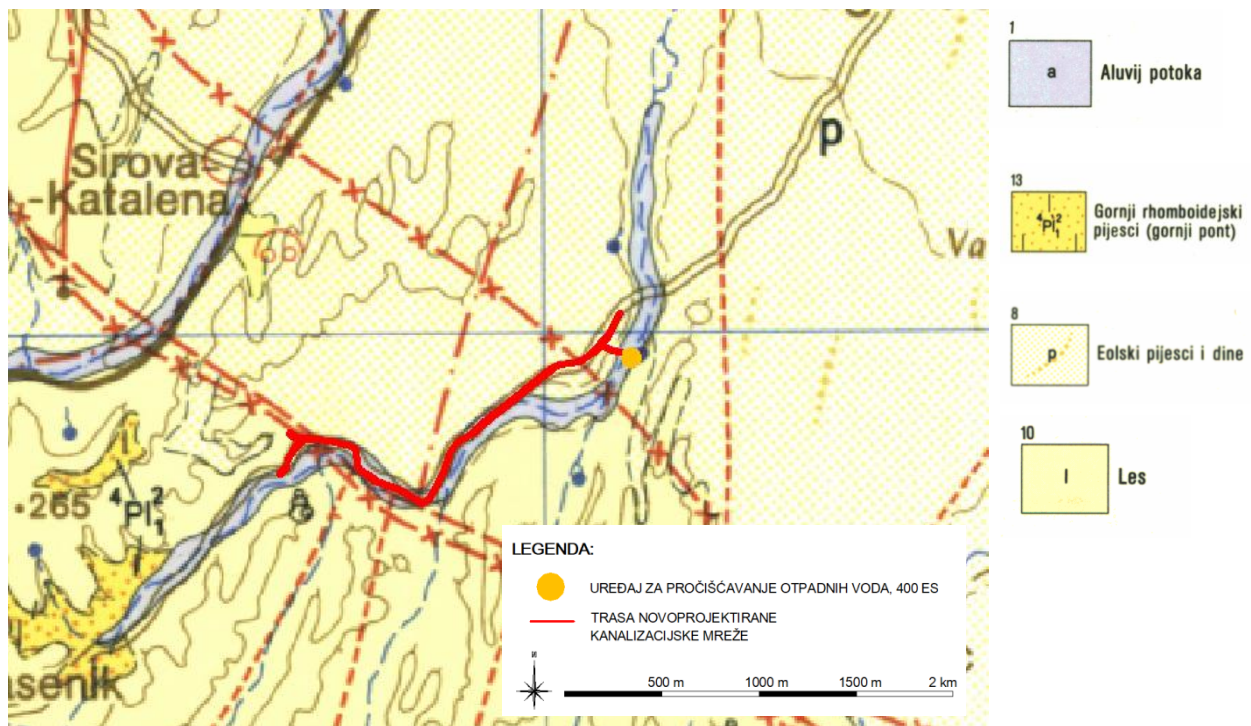 Sirova-
-Katalena
66
p
Va
·265
⁴Pl₁²
asenik
LEGENDA:
UREĐAJ ZA PROČIŠĆAVANJE OTPADNIH VODA, 400 ES
TRASA NOVOPROJEKTIRANE
KANALIZACIJSKE MREŽE
И
500 m 1000 m 1500 m 2 km
1
a Aluvij potoka
13
⁴Pl₁² Gornji rhomboidejski
pijesci (gornji pont)
8
p Eolski pijesci i dine
10
l Les